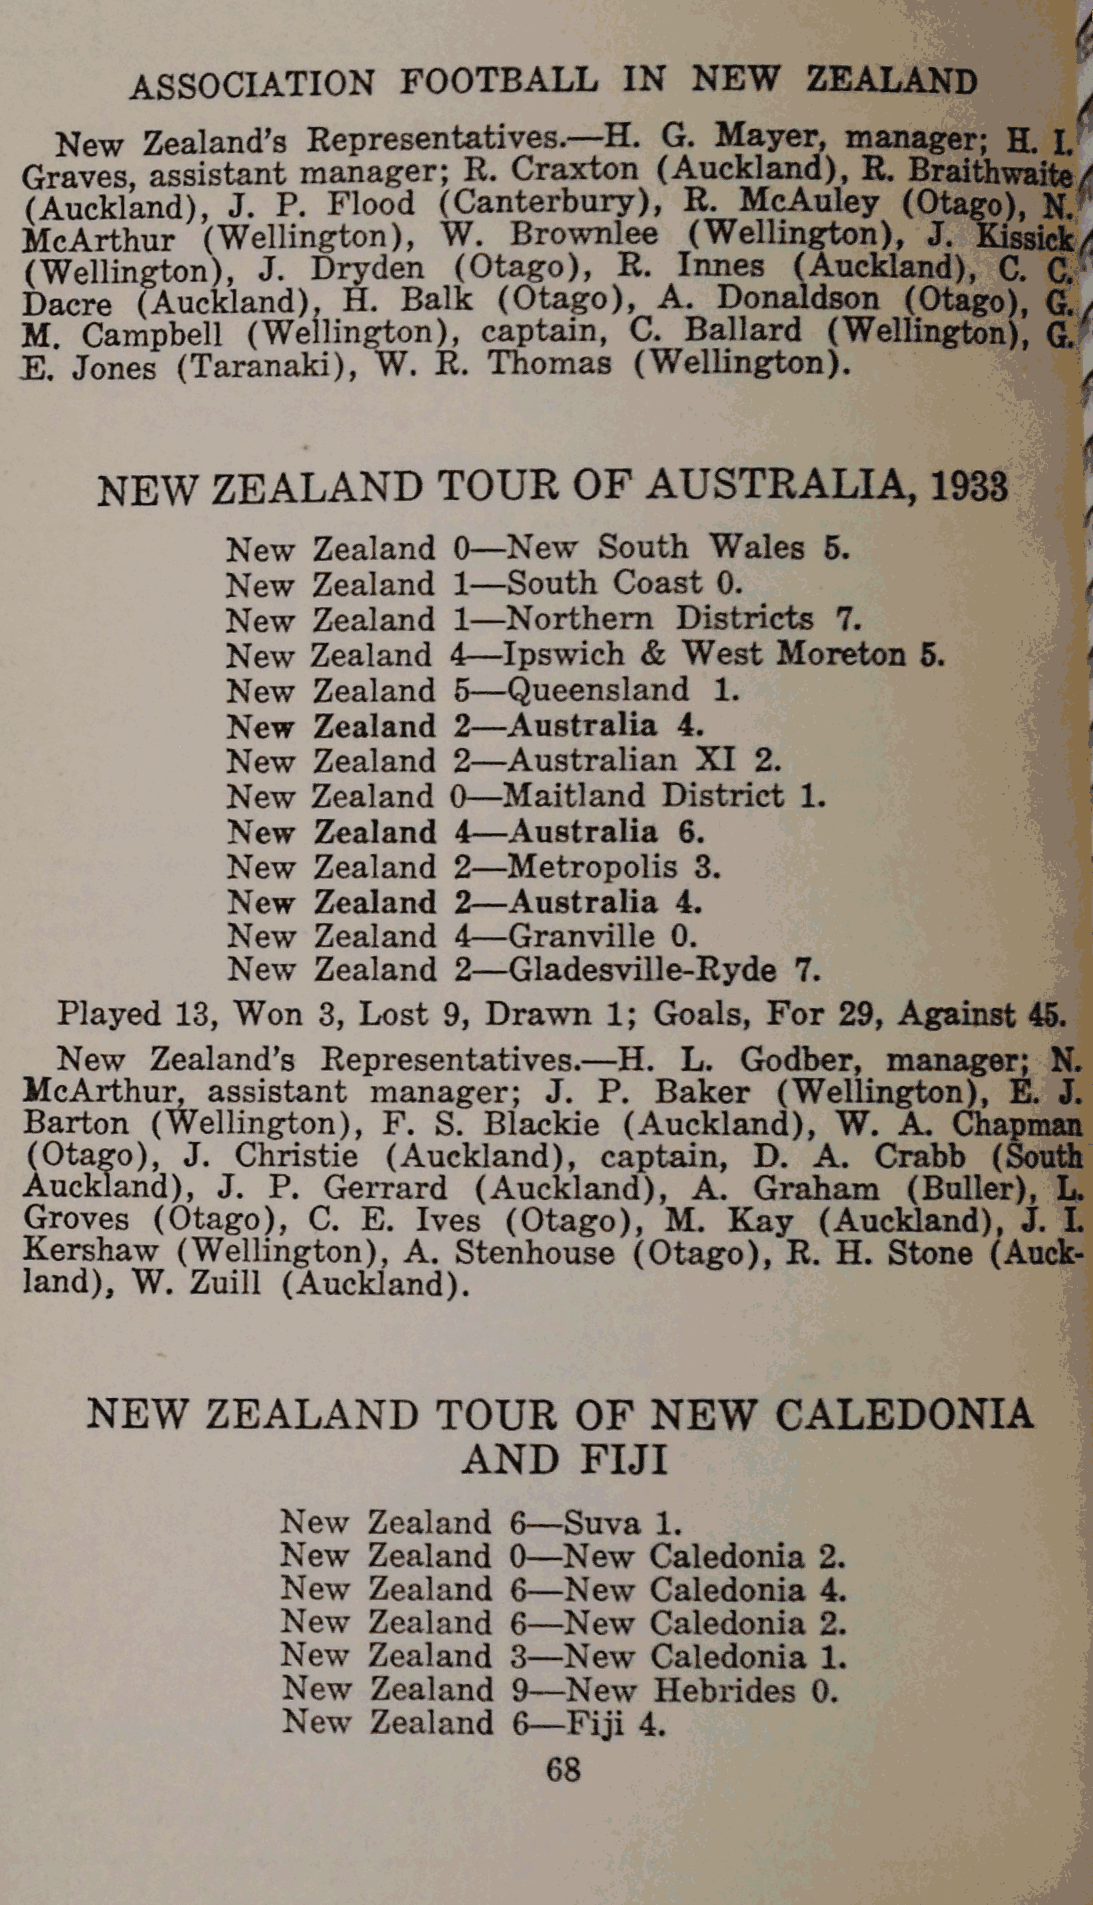 ASSOCIATION FOOTBALL IN NEW ZEALAND
New Zealand's Representatives.—H. G. Mayer, manager; H. I.
Graves, assistant manager; R. Craxton (Auckland), R. Braithwaite
(Auckland), J. P. Flood (Canterbury), R. McAuley (Otago), N.
McArthur (Wellington), W. Brownlee (Wellington), J. Kissick
(Wellington), J. Dryden (Otago), R. Innes (Auckland), C. C.
Dacre (Auckland), H. Balk (Otago), A. Donaldson (Otago), G.
M. Campbell (Wellington), captain, C. Ballard (Wellington), G.
E. Jones (Taranaki), W. R. Thomas (Wellington).
NEW ZEALAND TOUR OF AUSTRALIA, 1933
New Zealand 0—New South Wales 5.
New Zealand 1—South Coast 0.
New Zealand 1—Northern Districts 7.
New Zealand 4—Ipswich & West Moreton 5.
New Zealand 5—Queensland 1.
New Zealand 2—Australia 4.
New Zealand 2—Australian XI 2.
New Zealand 0—Maitland District 1.
New Zealand 4—Australia 6.
New Zealand 2—Metropolis 3.
New Zealand 2—Australia 4.
New Zealand 4—Granville 0.
New Zealand 2—Gladesville-Ryde 7.
Played 13, Won 3, Lost 9, Drawn 1; Goals, For 29, Against 45.
New Zealand's Representatives.—H. L. Godber, manager; N.
McArthur, assistant manager; J. P. Baker (Wellington), E. J.
Barton (Wellington), F. S. Blackie (Auckland), W. A. Chapman
(Otago), J. Christie (Auckland), captain, D. A. Crabb (South
Auckland), J. P. Gerrard (Auckland), A. Graham (Buller), L.
Groves (Otago), C. E. Ives (Otago), M. Kay (Auckland), J. I.
Kershaw (Wellington), A. Stenhouse (Otago), R. H. Stone (Auck-
land), W. Zuill (Auckland).
NEW ZEALAND TOUR OF NEW CALEDONIA
AND FIJI
New Zealand 6—Suva 1.
New Zealand 0—New Caledonia 2.
New Zealand 6—New Caledonia 4.
New Zealand 6—New Caledonia 2.
New Zealand 3—New Caledonia 1.
New Zealand 9—New Hebrides 0.
New Zealand 6—Fiji 4.
68